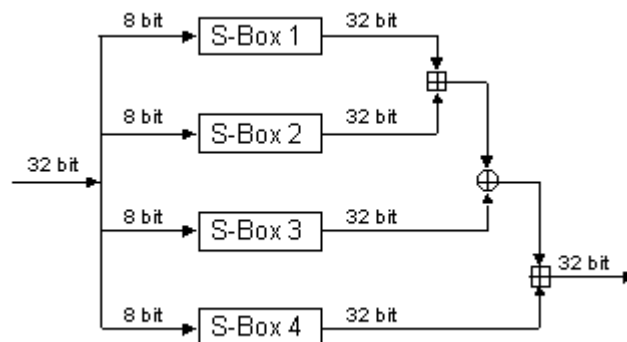 8 bit S-Box 1 32 bit
8 bit S-Box 2 32 bit
32 bit
8 bit S-Box 3 32 bit
32 bit
8 bit S-Box 4 32 bit